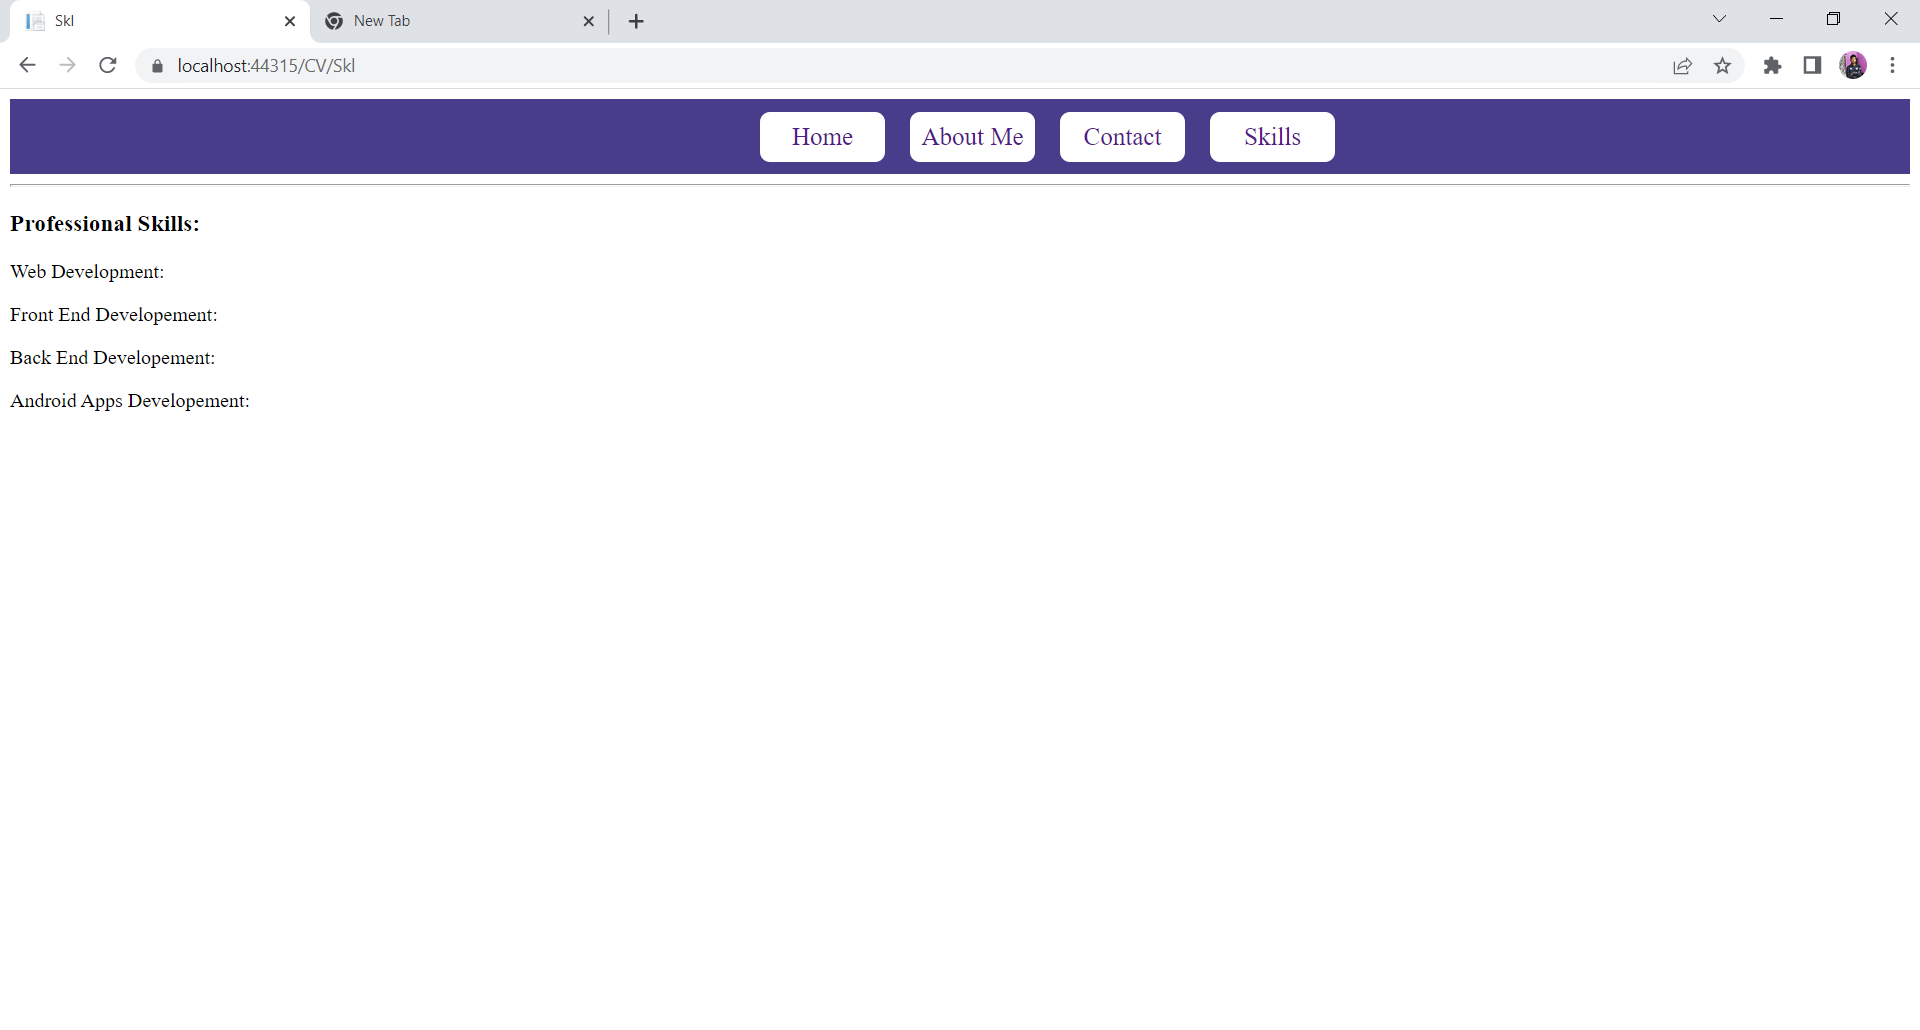 Skl
New Tab
localhost:44315/CV/Skl
Home About Me Contact Skills
Professional Skills:
Web Development:
Front End Developement:
Back End Developement:
Android Apps Developement: